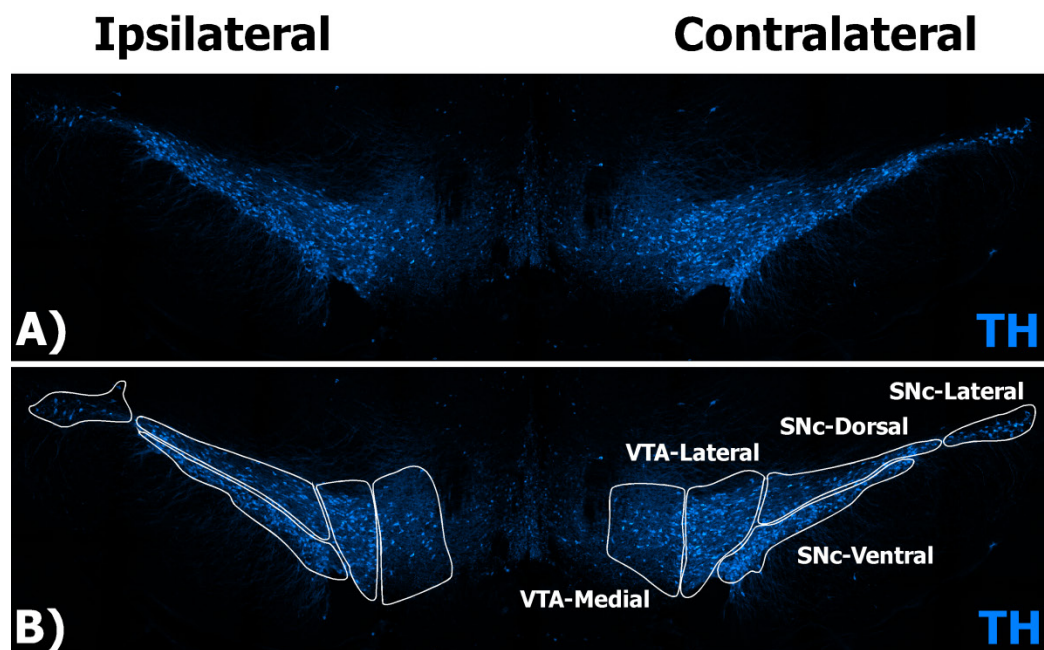 Ipsilateral
Contralateral
A)
TH
SNc-Lateral
SNc-Dorsal
VTA-Lateral
SNc-Ventral
VTA-Medial
B)
TH